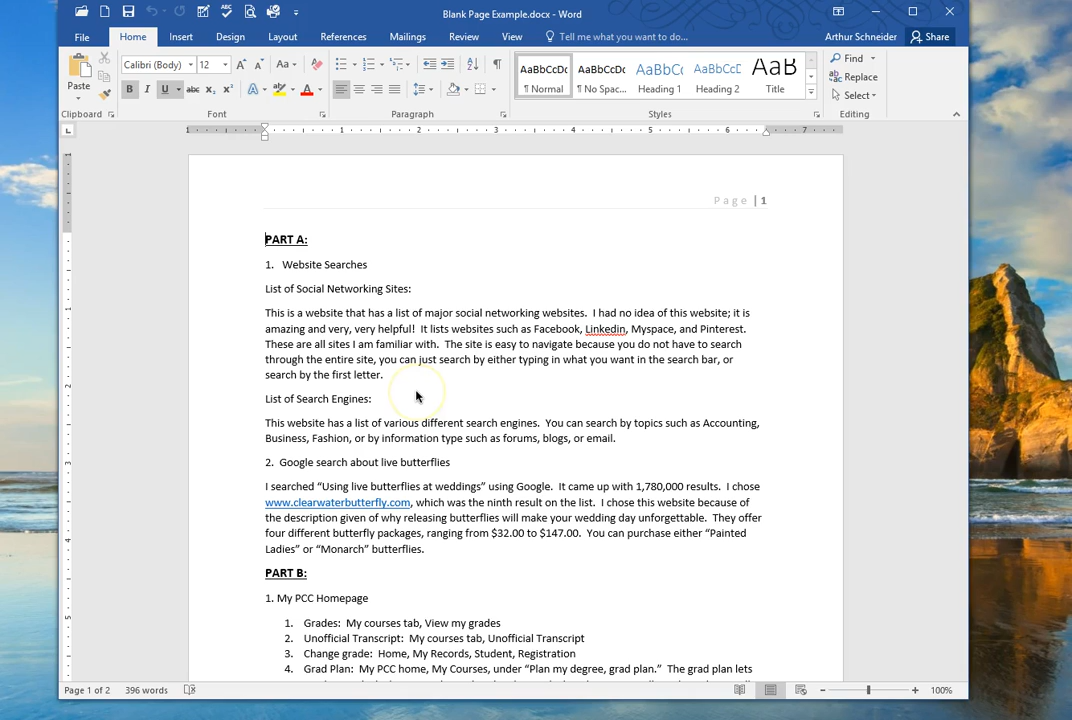 Blank Page Example.docx - Word
File Home Insert Design Layout References Mailings Review View Tell me what you want to do... Arthur Schneider Share
Paste Calibri (Body) 12 Aa AaBbCcDc AaBbCcDc AaBbCc AaBbCcE AaB Find
¶ Normal ¶ No Spac... Heading 1 Heading 2 Title Replace
B I U abc X₂ X² A A Select
Clipboard Font Paragraph Styles Editing
1 1 2 3 4 5 6 7
Page | 1
PART A:
1. Website Searches
List of Social Networking Sites:
This is a website that has a list of major social networking websites. I had no idea of this website; it is
amazing and very, very helpful! It lists websites such as Facebook, Linkedin, Myspace, and Pinterest.
These are all sites I am familiar with. The site is easy to navigate because you do not have to search
through the entire site, you can just search by either typing in what you want in the search bar, or
search by the first letter.
List of Search Engines:
This website has a list of various different search engines. You can search by topics such as Accounting,
Business, Fashion, or by information type such as forums, blogs, or email.
2. Google search about live butterflies
I searched “Using live butterflies at weddings” using Google. It came up with 1,780,000 results. I chose
www.clearwaterbutterfly.com, which was the ninth result on the list. I chose this website because of
the description given of why releasing butterflies will make your wedding day unforgettable. They offer
four different butterfly packages, ranging from $32.00 to $147.00. You can purchase either “Painted
Ladies” or “Monarch” butterflies.
PART B:
1. My PCC Homepage
1. Grades: My courses tab, View my grades
2. Unofficial Transcript: My courses tab, Unofficial Transcript
3. Change grade: Home, My Records, Student, Registration
4. Grad Plan: My PCC home, My Courses, under “Plan my degree, grad plan.” The grad plan lets
Page 1 of 2 396 words 100%